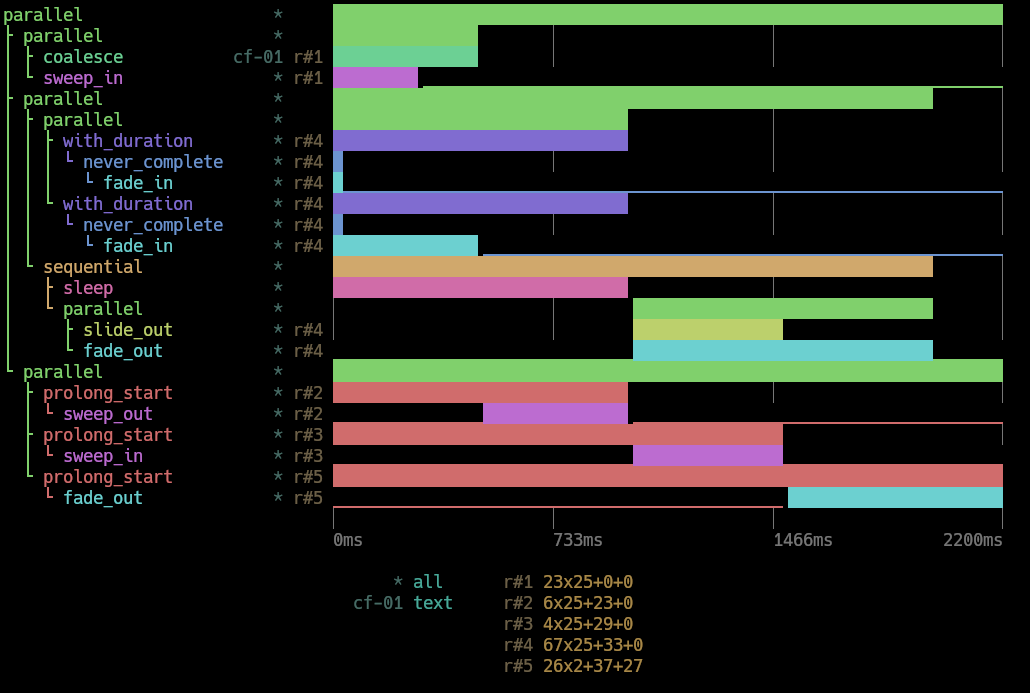 parallel *
parallel *
coalesce cf-01 r#1
sweep_in * r#1
parallel *
parallel *
with_duration * r#4
never_complete * r#4
fade_in * r#4
with_duration * r#4
never_complete * r#4
fade_in * r#4
sequential *
sleep *
parallel *
slide_out * r#4
fade_out * r#4
parallel *
prolong_start * r#2
sweep_out * r#2
prolong_start * r#3
sweep_in * r#3
prolong_start * r#5
fade_out * r#5
0ms 733ms 1466ms 2200ms
* all r#1 23x25+0+0
cf-01 text r#2 6x25+23+0
r#3 4x25+29+0
r#4 67x25+33+0
r#5 26x2+37+27